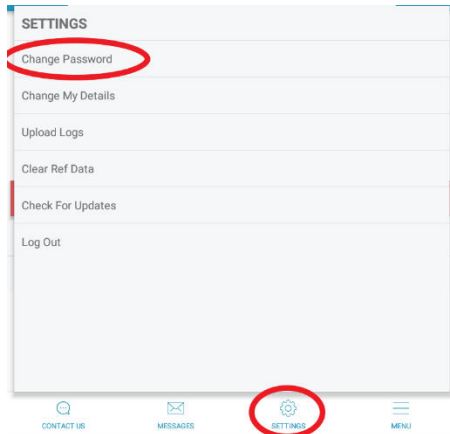 SETTINGS
Change Password
Change My Details
Upload Logs
Clear Ref Data
Check For Updates
Log Out
CONTACT US MESSAGES SETTINGS MENU